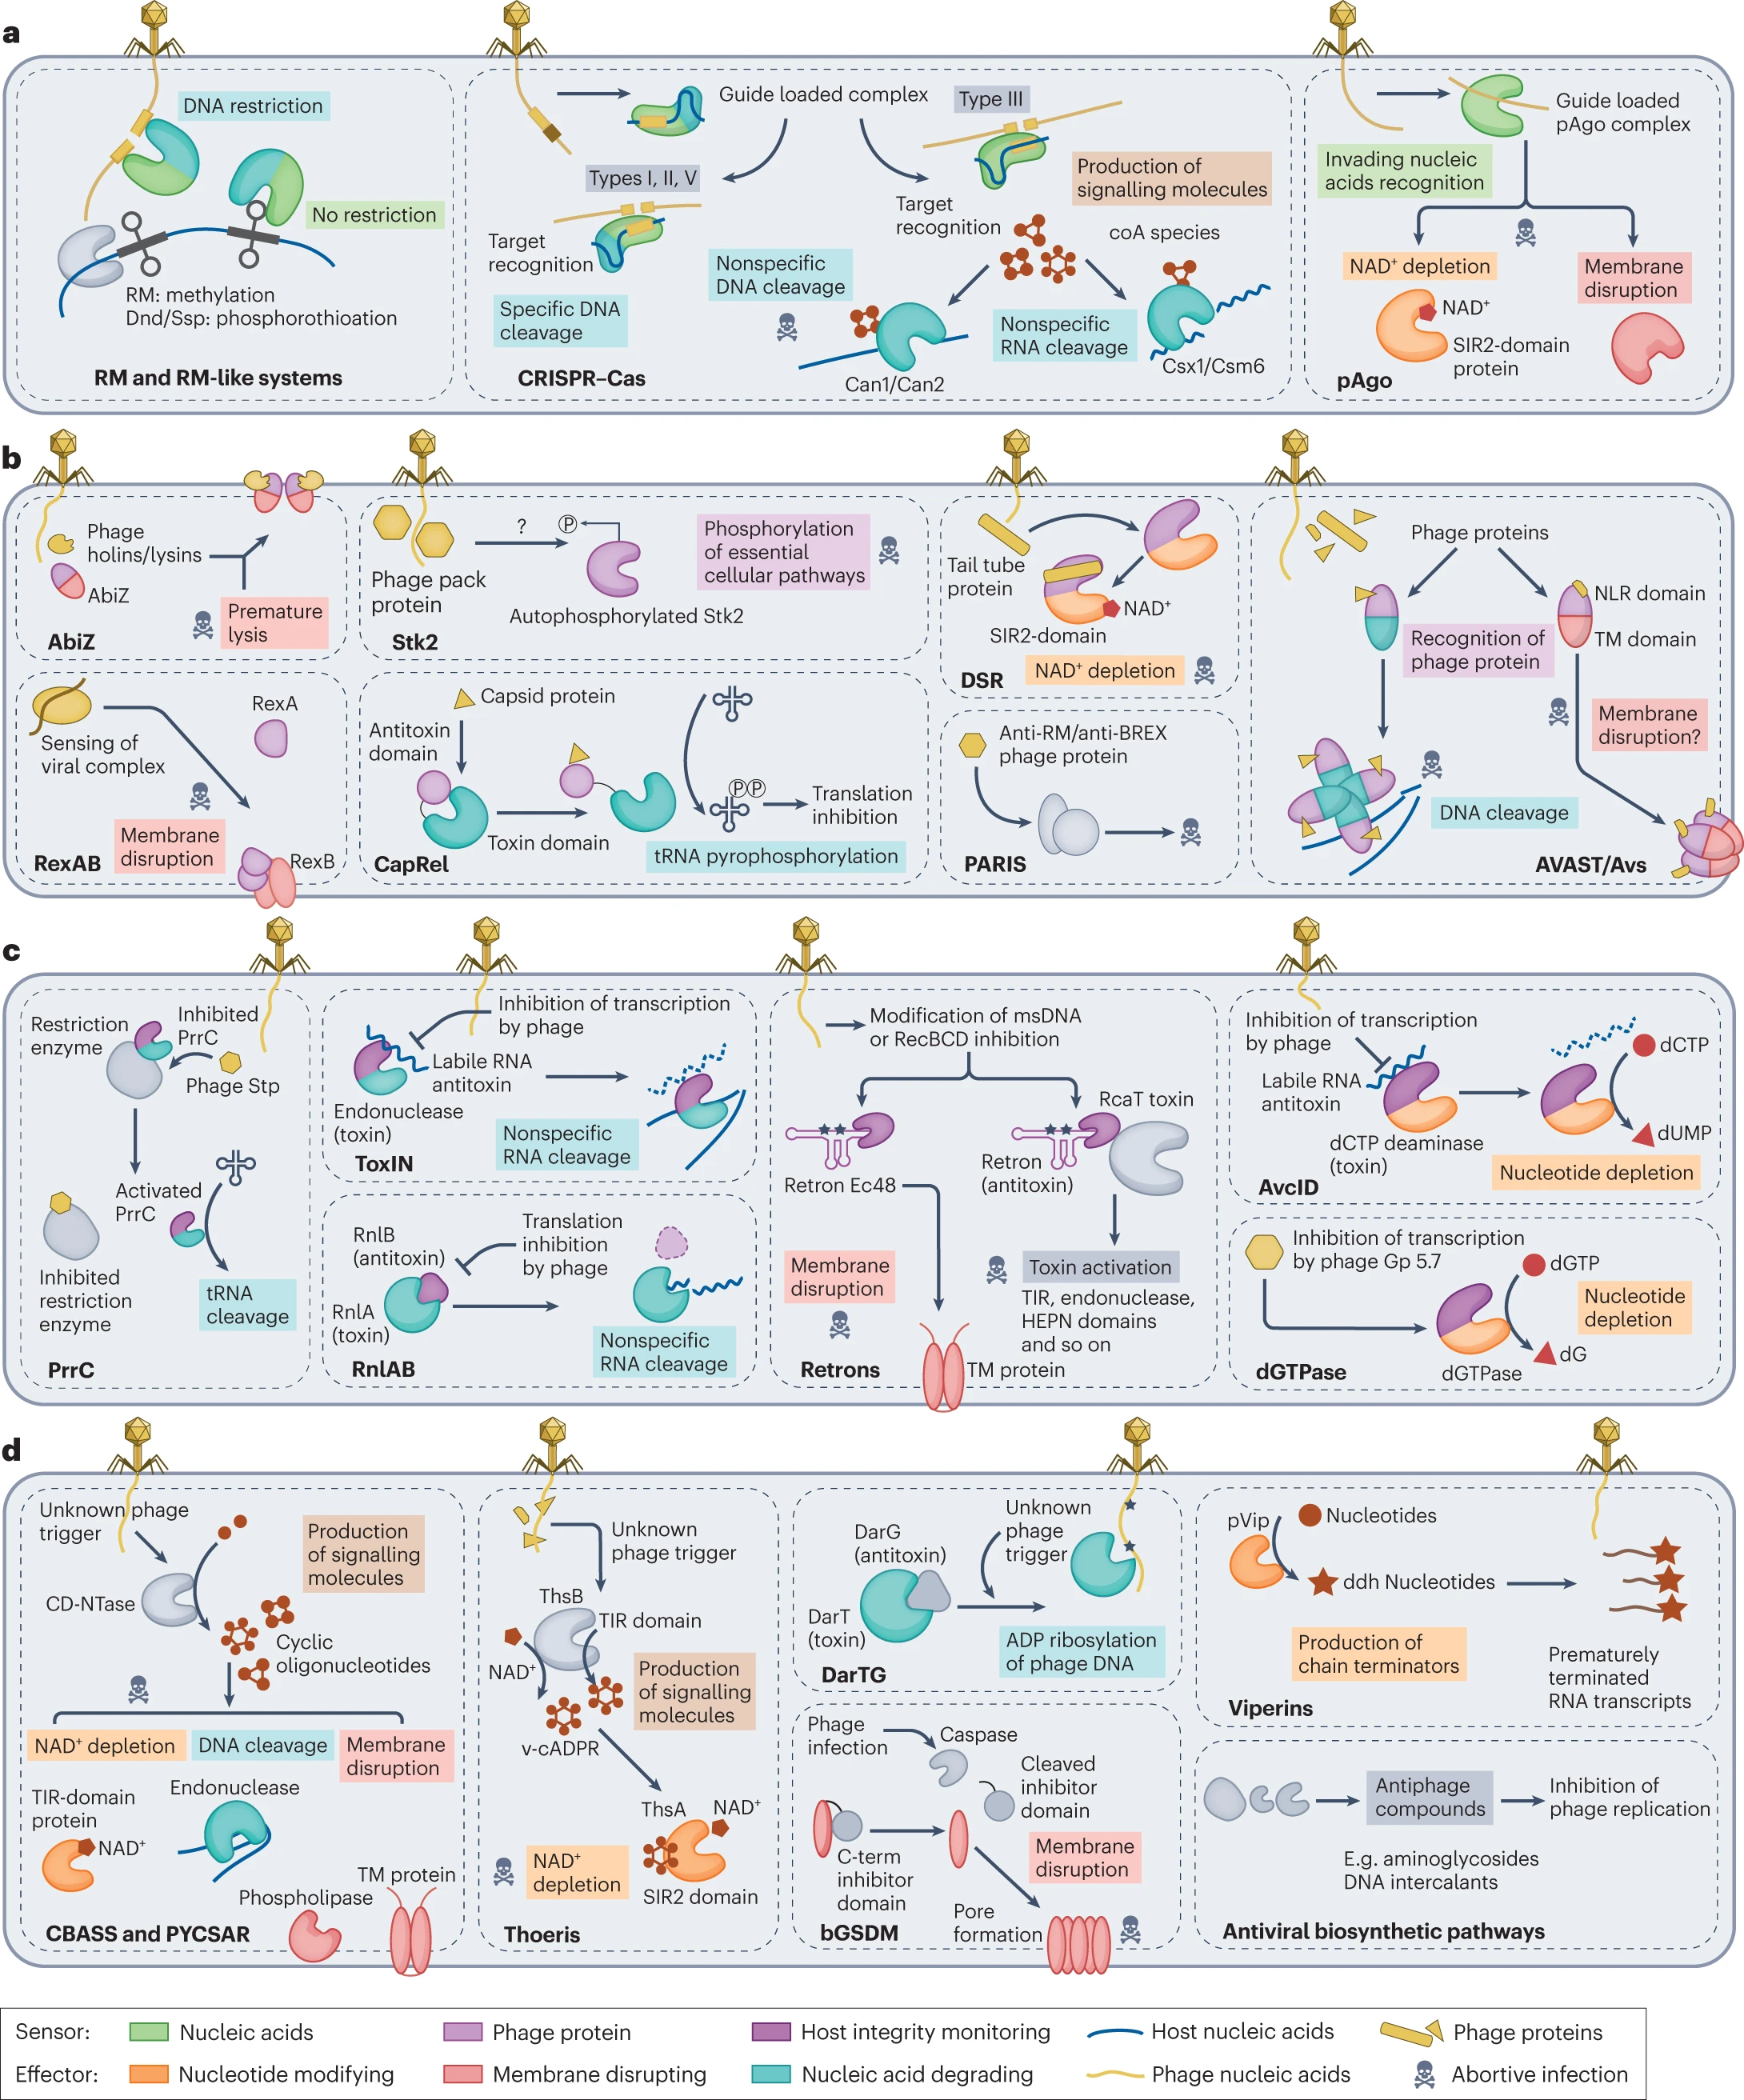 a
DNA restriction
No restriction
RM: methylation
Dnd/Ssp: phosphorothioation
RM and RM-like systems
Guide loaded complex
Type III
Types I, II, V
Production of
signalling molecules
Target
recognition
Target
recognition
coA species
Nonspecific
DNA cleavage
Specific DNA
cleavage
Nonspecific
RNA cleavage
Can1/Can2
Csx1/Csm6
CRISPR–Cas
Guide loaded
pAgo complex
Invading nucleic
acids recognition
NAD+ depletion
Membrane
disruption
NAD+
SIR2-domain
protein
pAgo
b
Phage
holins/lysins
AbiZ
Premature
lysis
AbiZ
Phage pack
protein
?
P
Autophosphorylated Stk2
Phosphorylation
of essential
cellular pathways
Stk2
Tail tube
protein
NAD+
SIR2-domain
NAD+ depletion
DSR
Phage proteins
NLR domain
TM domain
Recognition of
phage protein
Membrane
disruption?
DNA cleavage
AVAST/Avs
RexA
Sensing of
viral complex
Membrane
disruption
RexB
RexAB
Capsid protein
Antitoxin
domain
Toxin domain
PP
Translation
inhibition
tRNA pyrophosphorylation
CapRel
Anti-RM/anti-BREX
phage protein
PARIS
c
Restriction
enzyme
Inhibited
PrrC
Phage Stp
Activated
PrrC
Inhibited
restriction
enzyme
tRNA
cleavage
PrrC
Inhibition of transcription
by phage
Labile RNA
antitoxin
Endonuclease
(toxin)
Nonspecific
RNA cleavage
ToxIN
RnlB
(antitoxin)
Translation
inhibition
by phage
RnlA
(toxin)
Nonspecific
RNA cleavage
RnlAB
Modification of msDNA
or RecBCD inhibition
RcaT toxin
Retron
(antitoxin)
Retron Ec48
Membrane
disruption
Toxin activation
TIR, endonuclease,
HEPN domains
and so on
TM protein
Retrons
Inhibition of transcription
by phage
dCTP
Labile RNA
antitoxin
dUMP
dCTP deaminase
(toxin)
Nucleotide depletion
AvcID
Inhibition of transcription
by phage Gp 5.7
dGTP
Nucleotide
depletion
dG
dGTPase
dGTPase
d
Unknown phage
trigger
Production
of signalling
molecules
CD-NTase
Cyclic
oligonucleotides
NAD+ depletion
DNA cleavage
Membrane
disruption
TIR-domain
protein
NAD+
Endonuclease
Phospholipase
TM protein
CBASS and PYCSAR
Unknown
phage trigger
ThsB
TIR domain
NAD+
Production
of signalling
molecules
v-cADPR
ThsA
NAD+
NAD+
depletion
SIR2 domain
Thoeris
DarG
(antitoxin)
Unknown
phage
trigger
DarT
(toxin)
ADP ribosylation
of phage DNA
DarTG
Phage
infection
Caspase
Cleaved
inhibitor
domain
C-term
inhibitor
domain
Membrane
disruption
Pore
formation
bGSDM
pVip
Nucleotides
ddh Nucleotides
Production of
chain terminators
Prematurely
terminated
RNA transcripts
Viperins
Antiphage
compounds
Inhibition of
phage replication
E.g. aminoglycosides
DNA intercalants
Antiviral biosynthetic pathways
Sensor: Nucleic acids Phage protein Host integrity monitoring Host nucleic acids Phage proteins
Effector: Nucleotide modifying Membrane disrupting Nucleic acid degrading Phage nucleic acids Abortive infection